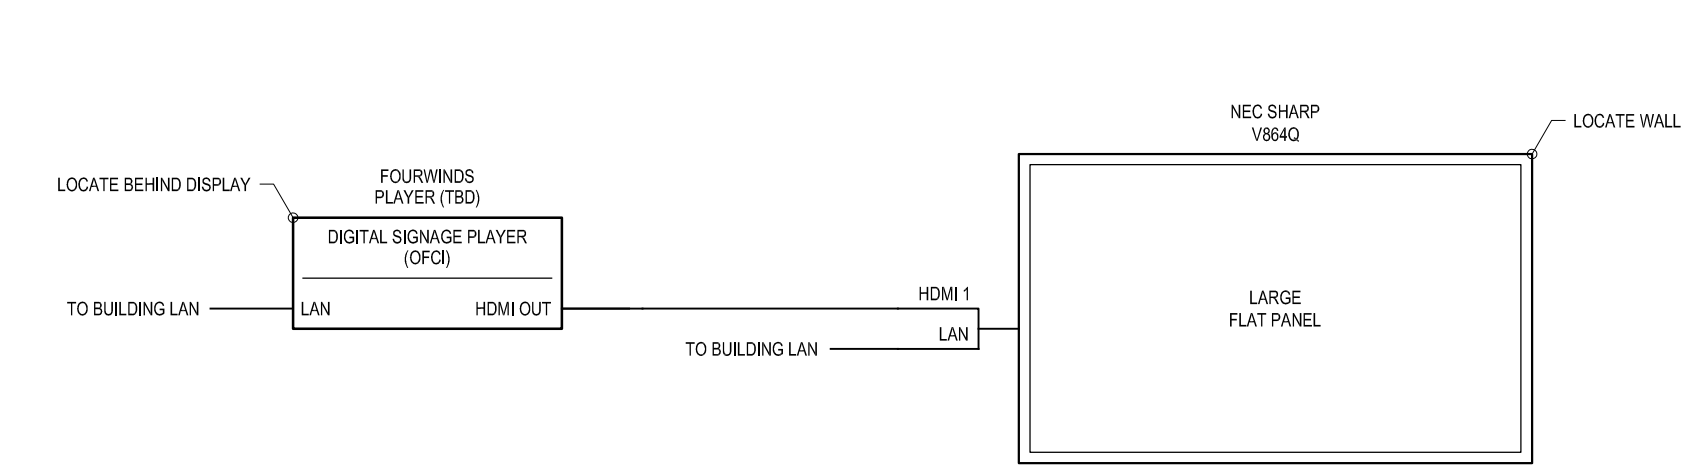 NEC SHARP
V864Q
LOCATE WALL
LOCATE BEHIND DISPLAY
FOURWINDS
PLAYER (TBD)
DIGITAL SIGNAGE PLAYER
(OFCI)
TO BUILDING LAN
LAN
HDMI OUT
HDMI 1
LAN
TO BUILDING LAN
LARGE
FLAT PANEL